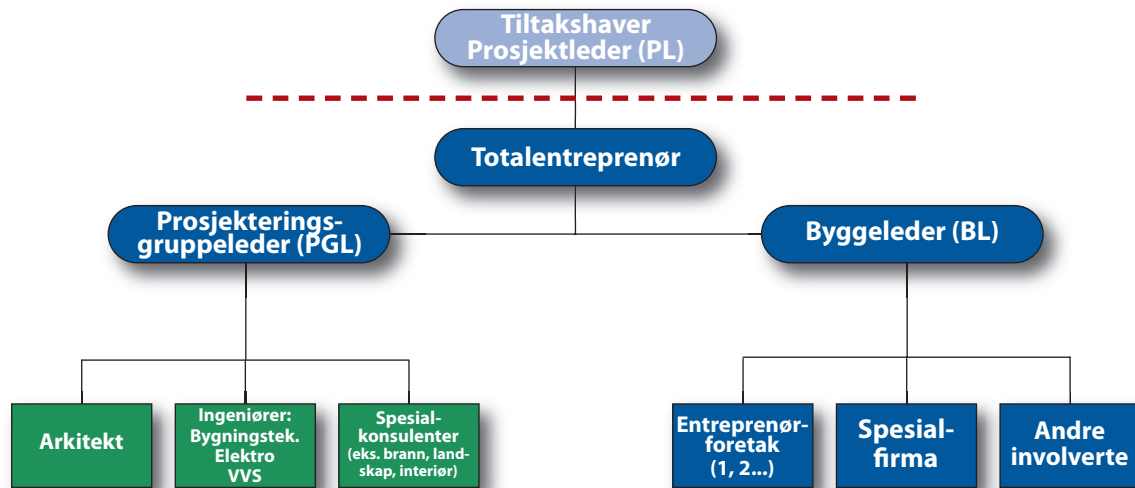 Tiltakshaver
Prosjektleder (PL)
Totalentreprenør
Prosjekterings-
gruppeleder (PGL)
Byggeleder (BL)
Arkitekt
Ingeniører:
Bygningstek.
Elektro
VVS
Spesial-
konsulenter
(eks. brann, land-
skap, interiør)
Entreprenør-
foretak
(1, 2...)
Spesial-
firma
Andre
involverte